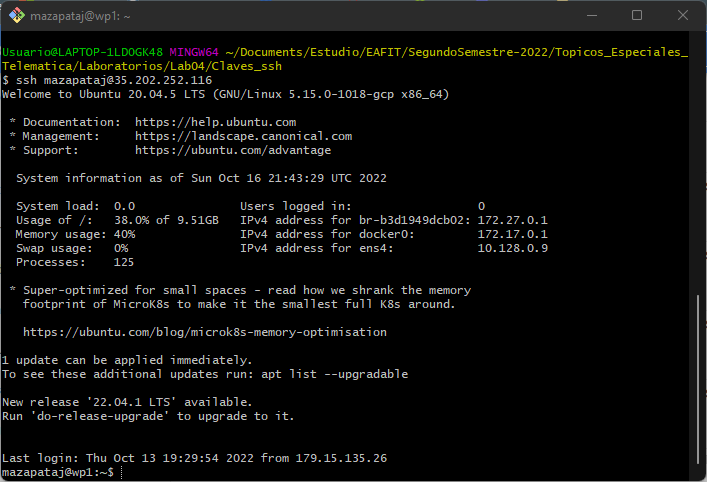 mazapataj@wp1: ~
Usuario@LAPTOP-1LDOGK48 MINGW64 ~/Documents/Estudio/EAFIT/SegundoSemestre-2022/Topicos_Especiales_
Telematica/Laboratorios/Lab04/Claves_ssh
$ ssh mazapataj@35.202.252.116
Welcome to Ubuntu 20.04.5 LTS (GNU/Linux 5.15.0-1018-gcp x86_64)
* Documentation:  https://help.ubuntu.com
* Management:     https://landscape.canonical.com
* Support:        https://ubuntu.com/advantage
System information as of Sun Oct 16 21:43:29 UTC 2022
System load:  0.0                Users logged in:                  0
Usage of /:   38.0% of 9.51GB   IPv4 address for br-b3d1949dcb02: 172.27.0.1
Memory usage: 40%               IPv4 address for docker0:         172.17.0.1
Swap usage:   0%                IPv4 address for ens4:            10.128.0.9
Processes:    125
* Super-optimized for small spaces - read how we shrank the memory
footprint of MicroK8s to make it the smallest full K8s around.
https://ubuntu.com/blog/microk8s-memory-optimisation
1 update can be applied immediately.
To see these additional updates run: apt list --upgradable
New release '22.04.1 LTS' available.
Run 'do-release-upgrade' to upgrade to it.
Last login: Thu Oct 13 19:29:54 2022 from 179.15.135.26
mazapataj@wp1:~$